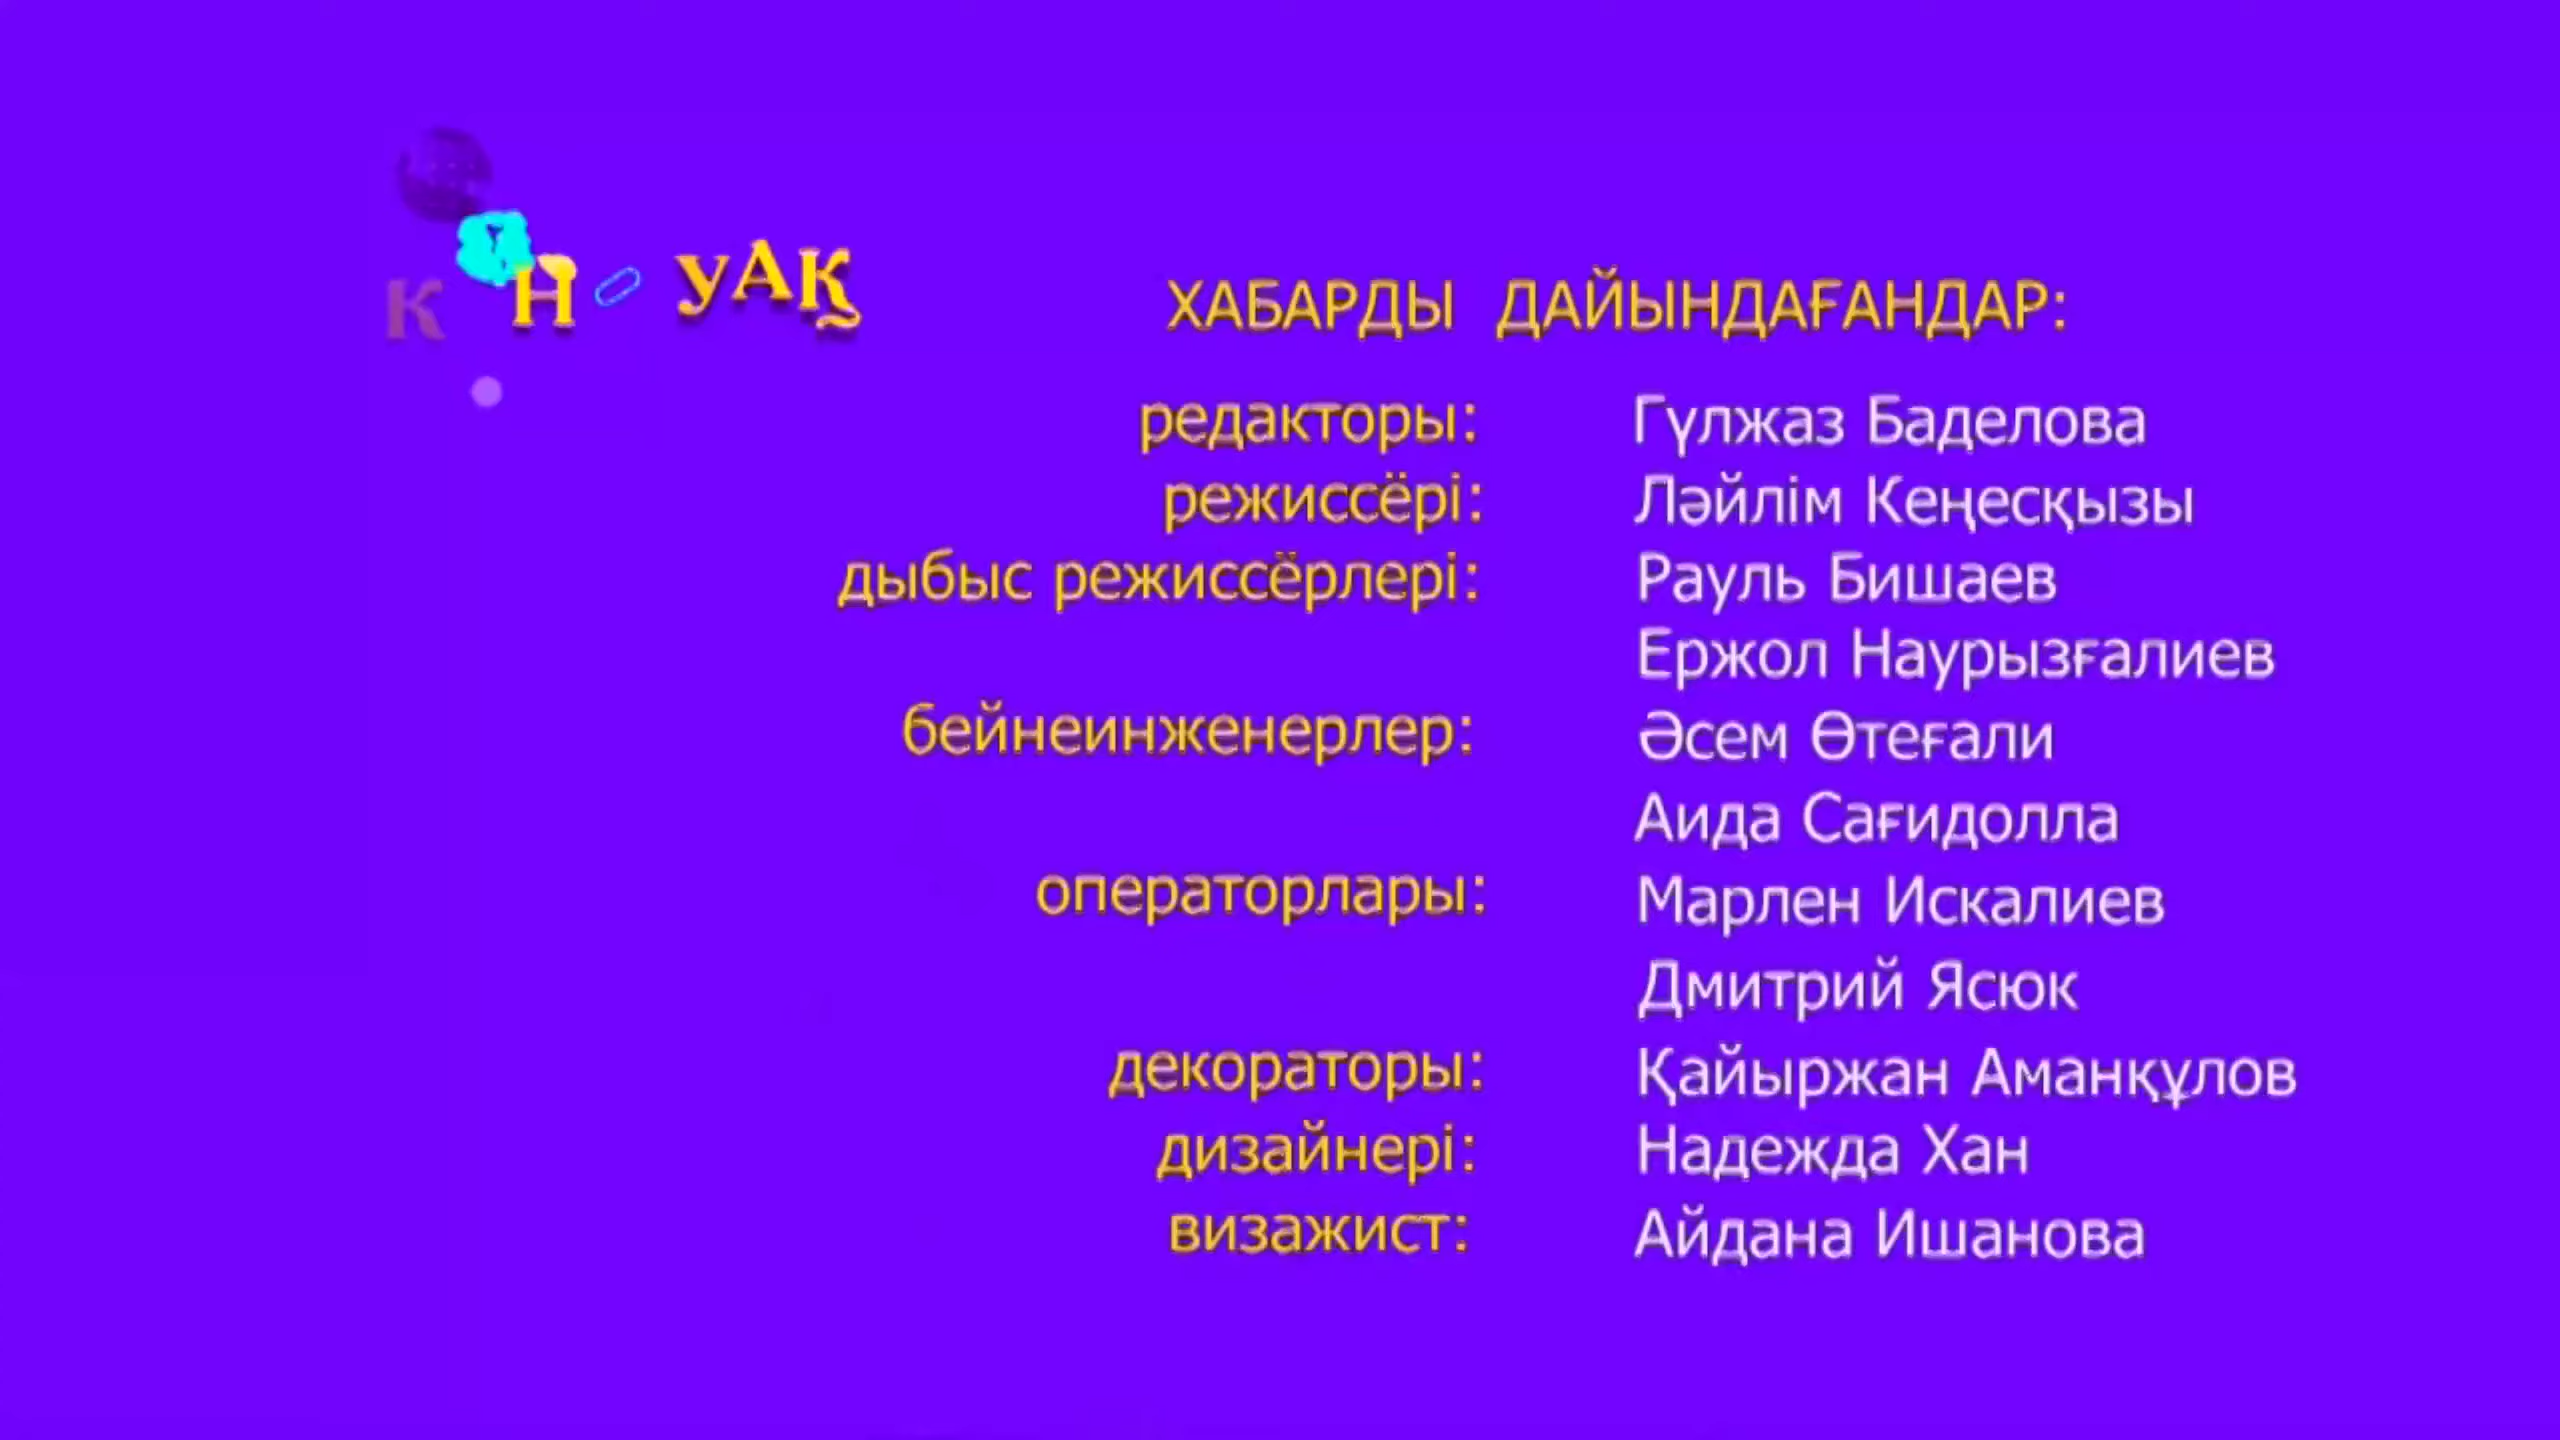 ХАБАРДЫ ДАЙЫНДАҒАНДАР:
редакторы: Гүлжаз Баделова
режиссёрі: Ләйлім Кеңесқызы
дыбыс режиссёрлері: Рауль Бишаев
Ержол Наурызғалиев
бейнеинженерлер: Әсем Өтеғали
Аида Сағидолла
операторлары: Марлен Искалиев
Дмитрий Ясюк
декораторы: Қайыржан Аманқұлов
дизайнері: Надежда Хан
визажист: Айдана Ишанова